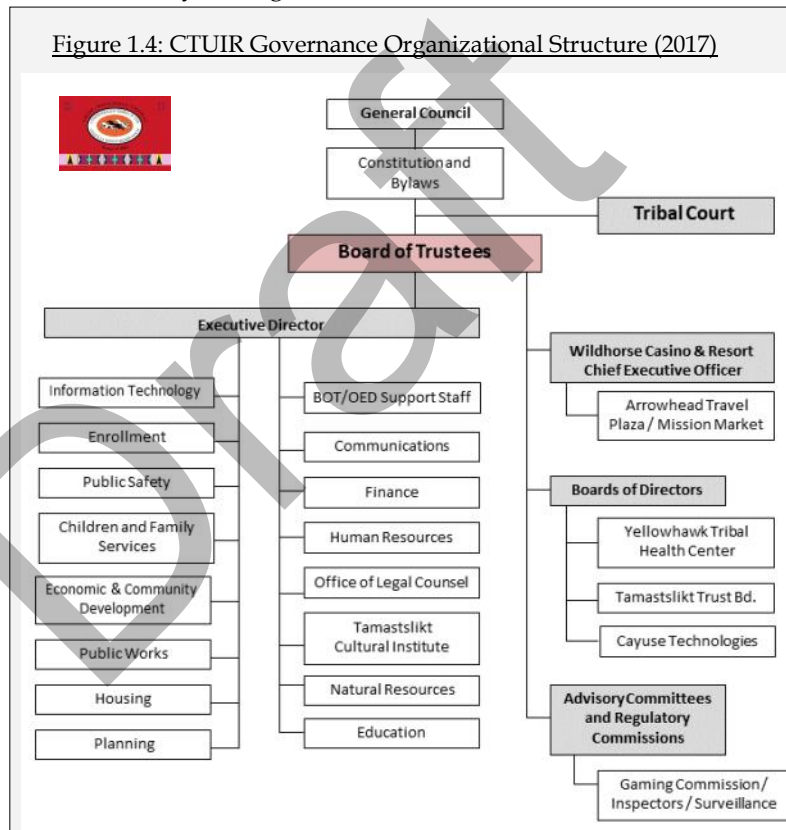 Figure 1.4: CTUIR Governance Organizational Structure (2017)
General Council
Constitution and
Bylaws
Tribal Court
Board of Trustees
Executive Director
Information Technology
Enrollment
Public Safety
Children and Family
Services
Economic & Community
Development
Public Works
Housing
Planning
BOT/OED Support Staff
Communications
Finance
Human Resources
Office of Legal Counsel
Tamastslikt
Cultural Institute
Natural Resources
Education
Wildhorse Casino & Resort
Chief Executive Officer
Arrowhead Travel
Plaza / Mission Market
Boards of Directors
Yellowhawk Tribal
Health Center
Tamastslikt Trust Bd.
Cayuse Technologies
Advisory Committees
and Regulatory
Commissions
Gaming Commission /
Inspectors / Surveillance
Draft